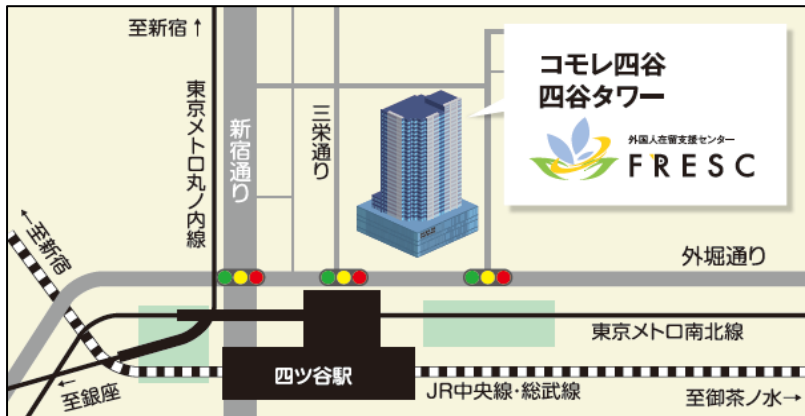 至新宿↑
東京メトロ丸ノ内線
新宿通り
三栄通り
コモレ四谷
四谷タワー
外国人在留支援センター
FRESC
←至新宿
外堀通り
東京メトロ南北線
四ツ谷駅
JR中央線・総武線
←至銀座
至御茶ノ水→